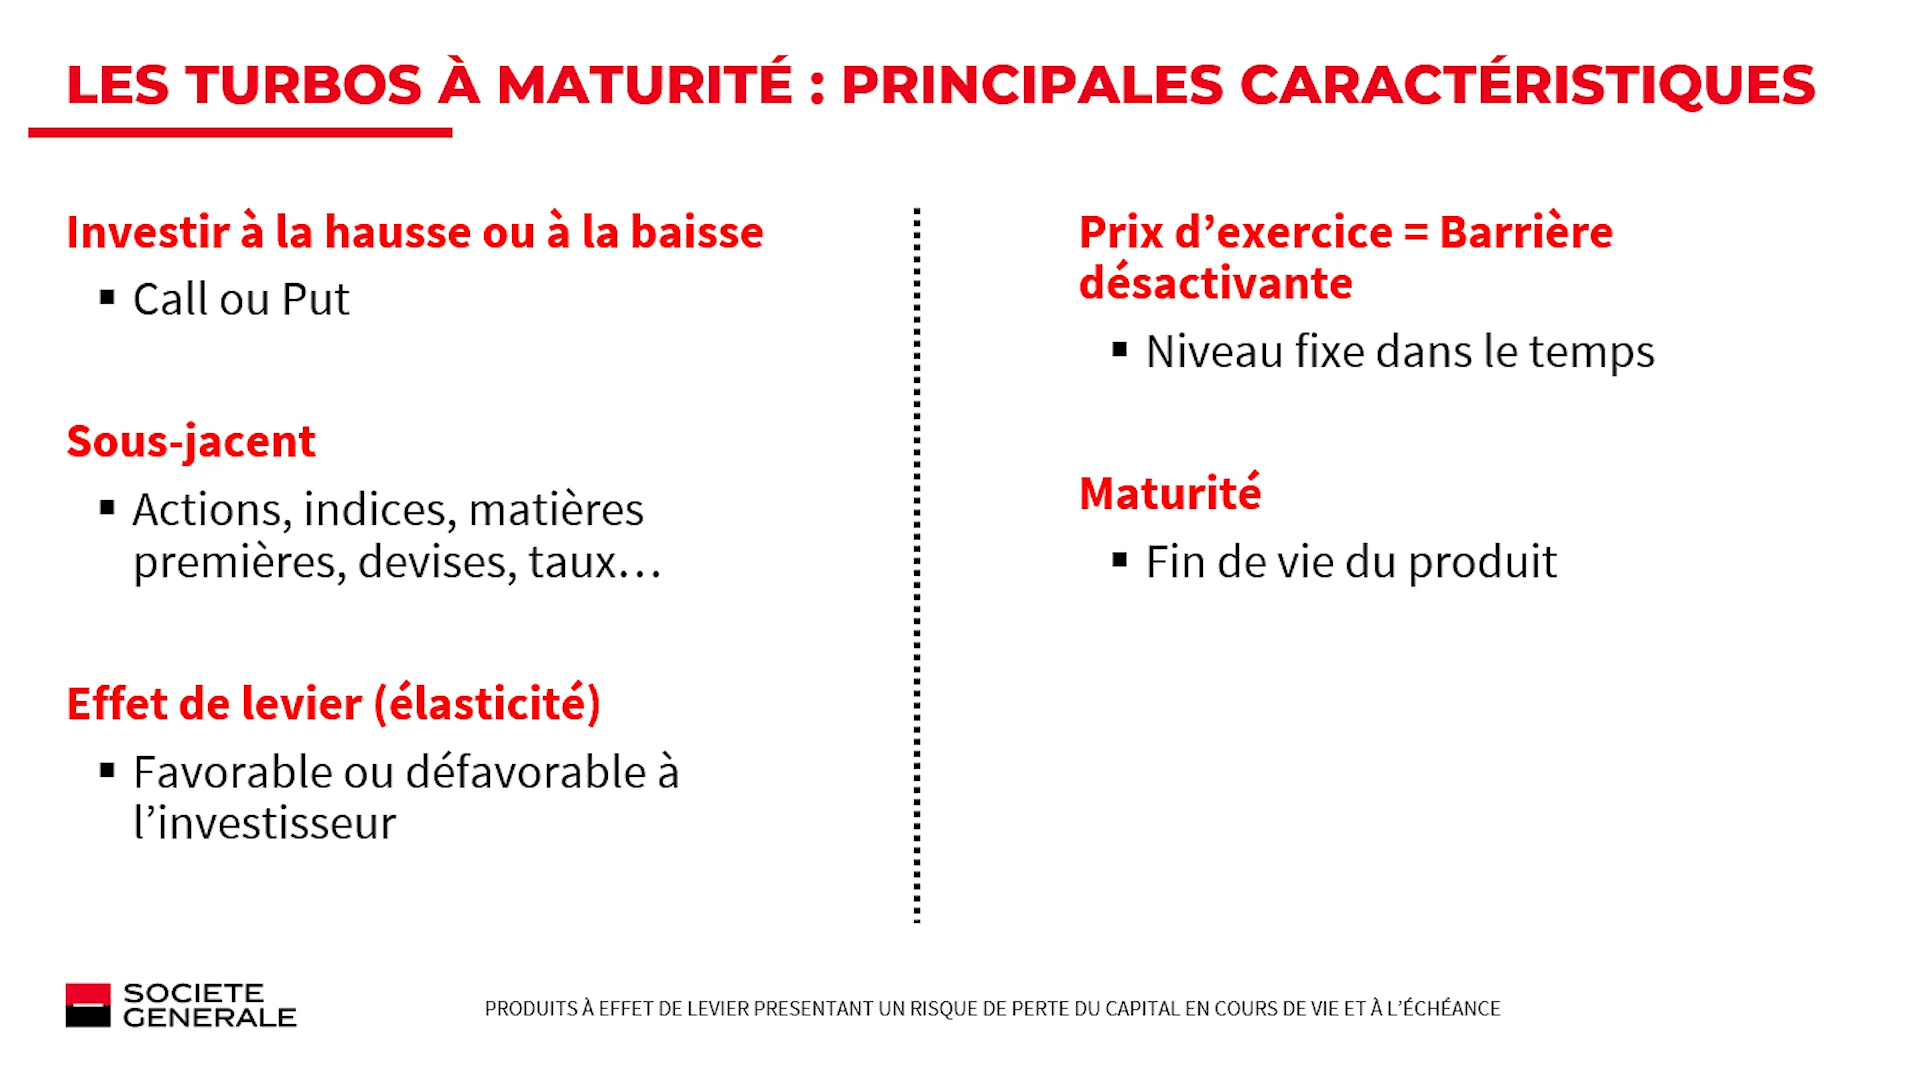 LES TURBOS À MATURITÉ : PRINCIPALES CARACTÉRISTIQUES
Investir à la hausse ou à la baisse
▪ Call ou Put
Sous-jacent
▪ Actions, indices, matières
premières, devises, taux…
Effet de levier (élasticité)
▪ Favorable ou défavorable à
l’investisseur
Prix d’exercice = Barrière
désactivante
▪ Niveau fixe dans le temps
Maturité
▪ Fin de vie du produit
SOCIETE
GENERALE
PRODUITS À EFFET DE LEVIER PRESENTANT UN RISQUE DE PERTE DU CAPITAL EN COURS DE VIE ET À L’ÉCHÉANCE